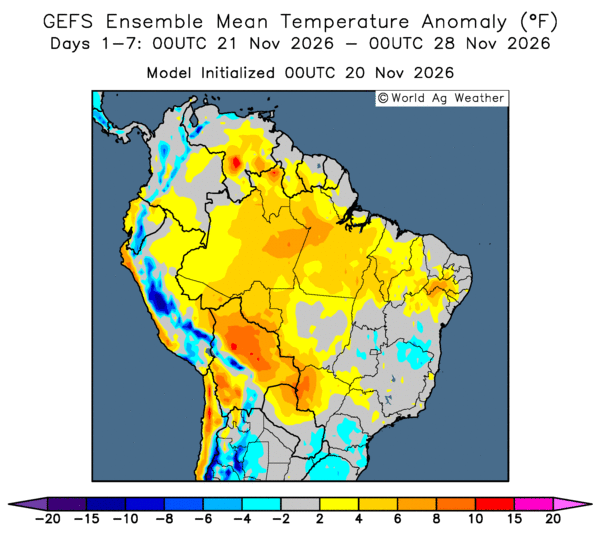 GEFS Ensemble Mean Temperature Anomaly (°F)
Days 1-7: 00UTC 21 Nov 2026 – 00UTC 28 Nov 2026
Model Initialized 00UTC 20 Nov 2026
© World Ag Weather
-20 -15 -10 -8 -6 -4 -2 2 4 6 8 10 15 20